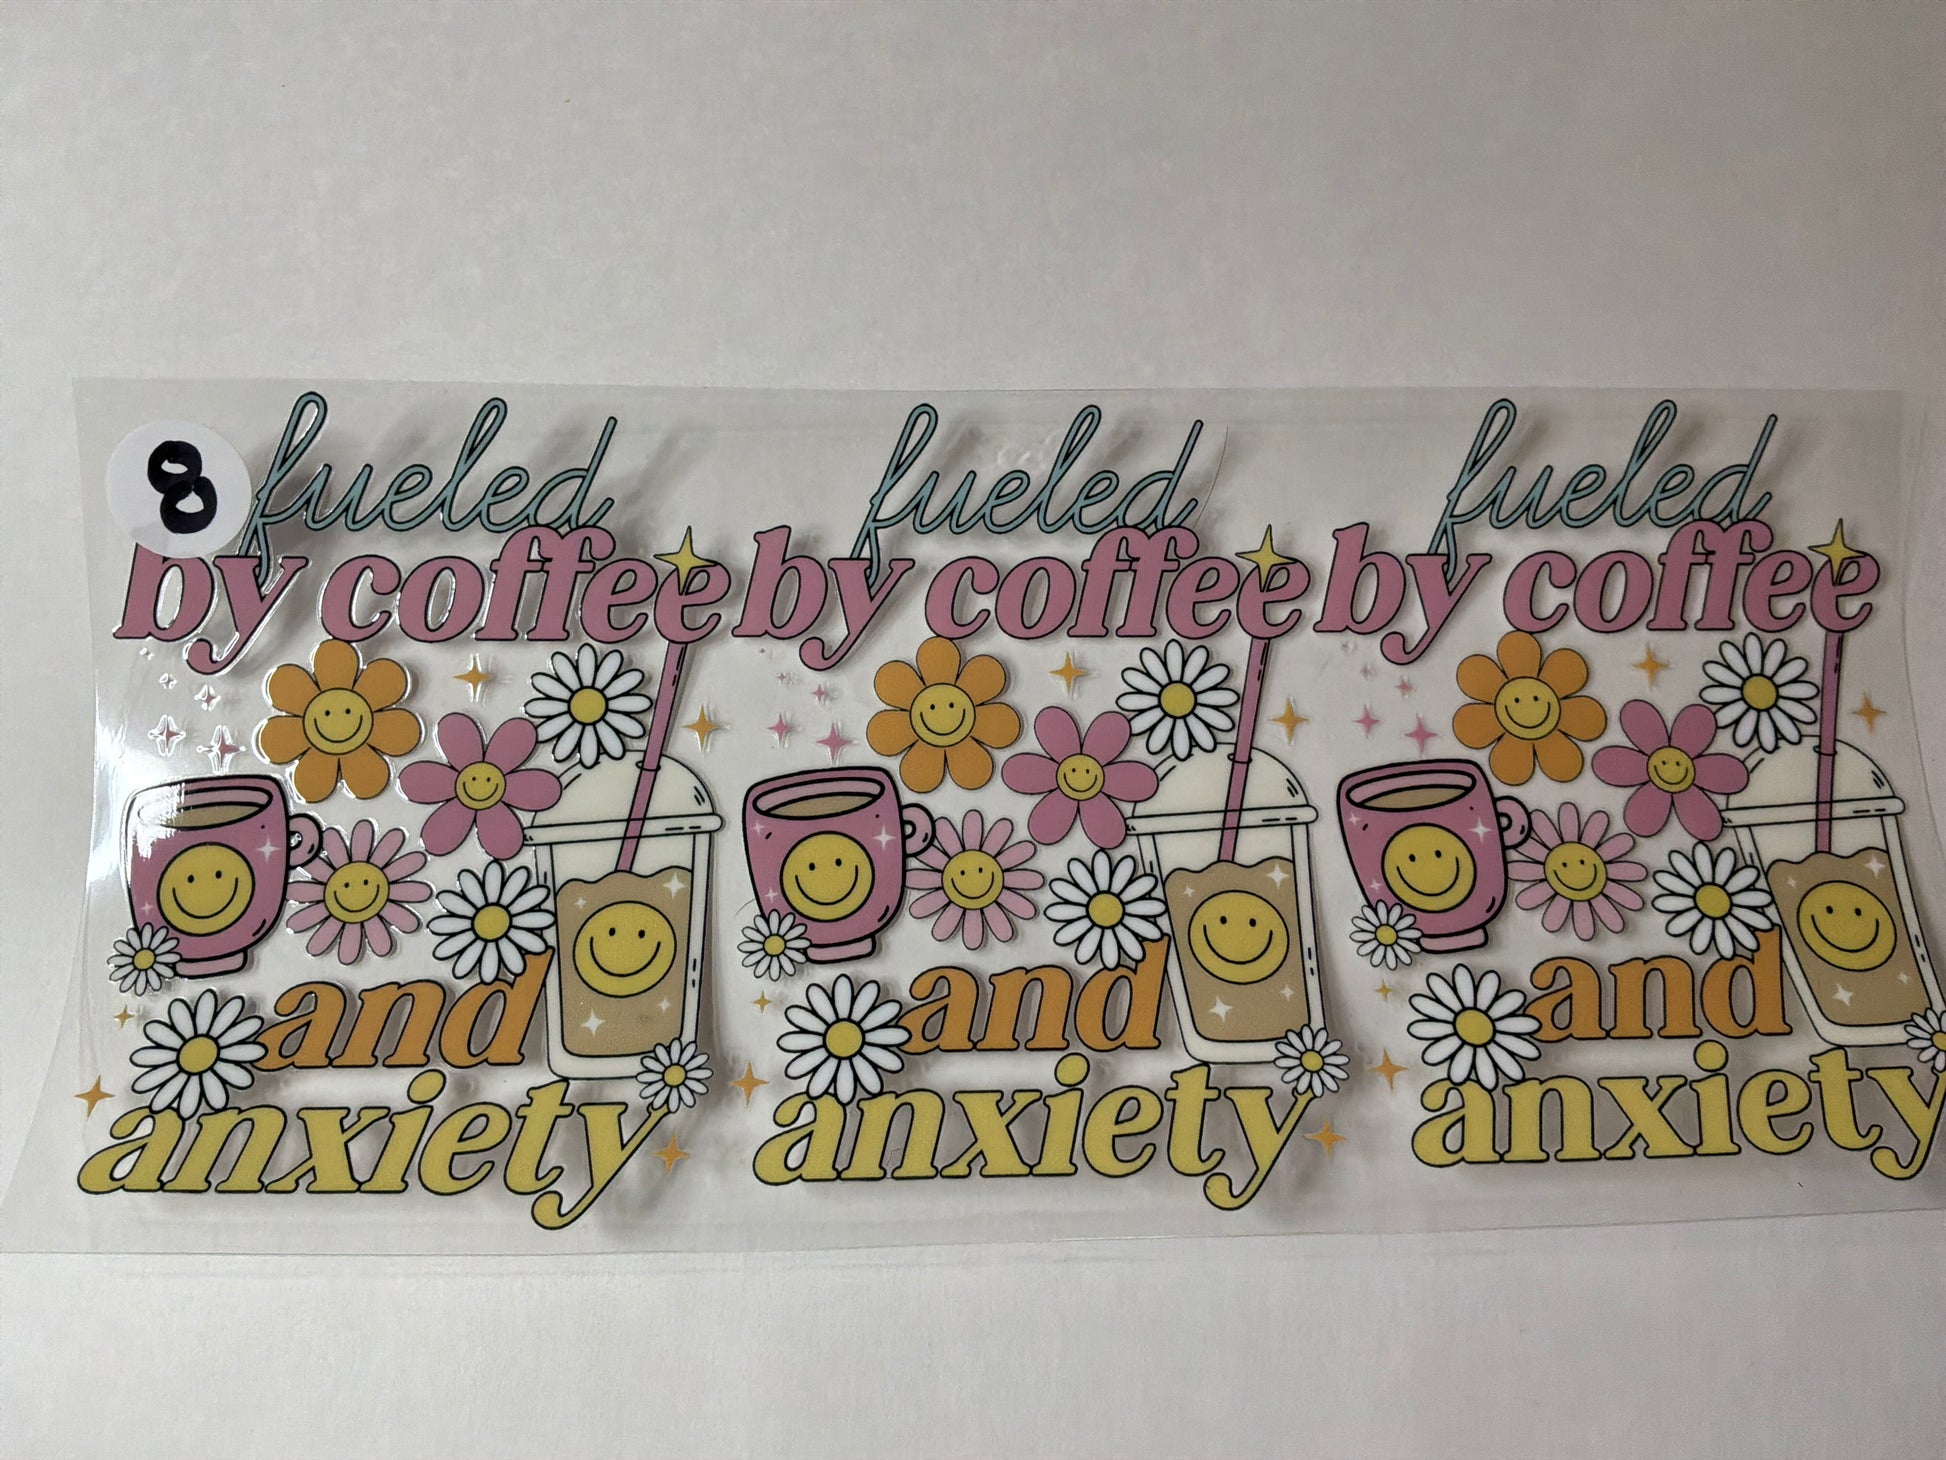 8
fueled fueled fueled
by coffee by coffee by coffee
and and and
anxiety anxiety anxiety